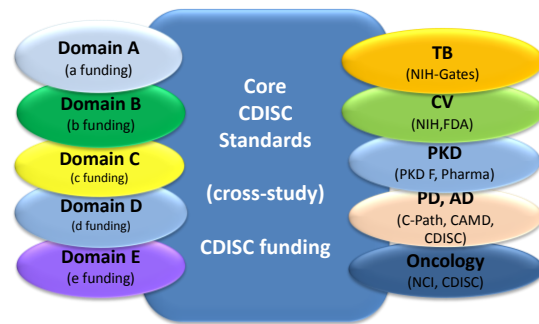 Domain A
(a funding)
Domain B
(b funding)
Domain C
(c funding)
Domain D
(d funding)
Domain E
(e funding)
Core
CDISC
Standards
(cross-study)
CDISC funding
TB
(NIH-Gates)
CV
(NIH,FDA)
PKD
(PKD F, Pharma)
PD, AD
(C-Path, CAMD,
CDISC)
Oncology
(NCI, CDISC)